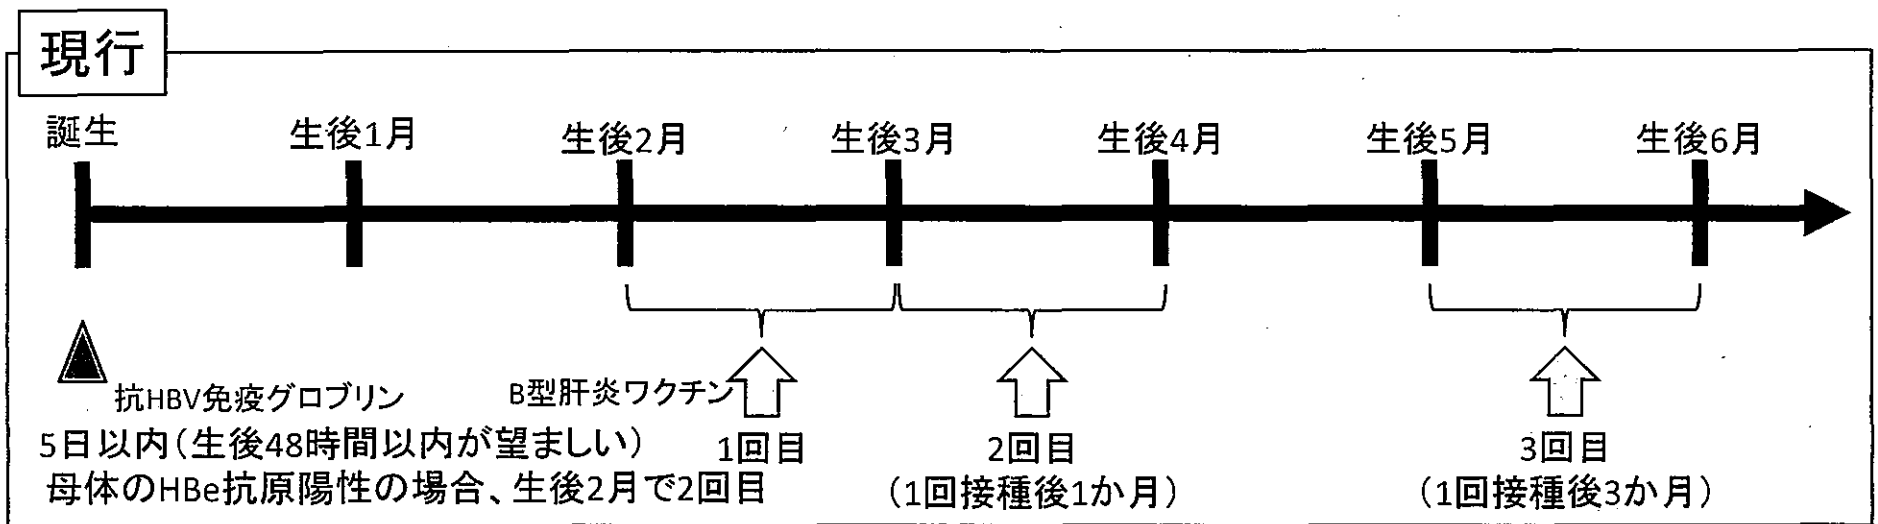 現行
誕生
生後1月
生後2月
生後3月
生後4月
生後5月
生後6月
抗HBV免疫グロブリン
B型肝炎ワクチン
5日以内(生後48時間以内が望ましい)
母体のHBe抗原陽性の場合、生後2月で2回目
1回目
2回目
(1回接種後1か月)
3回目
(1回接種後3か月)